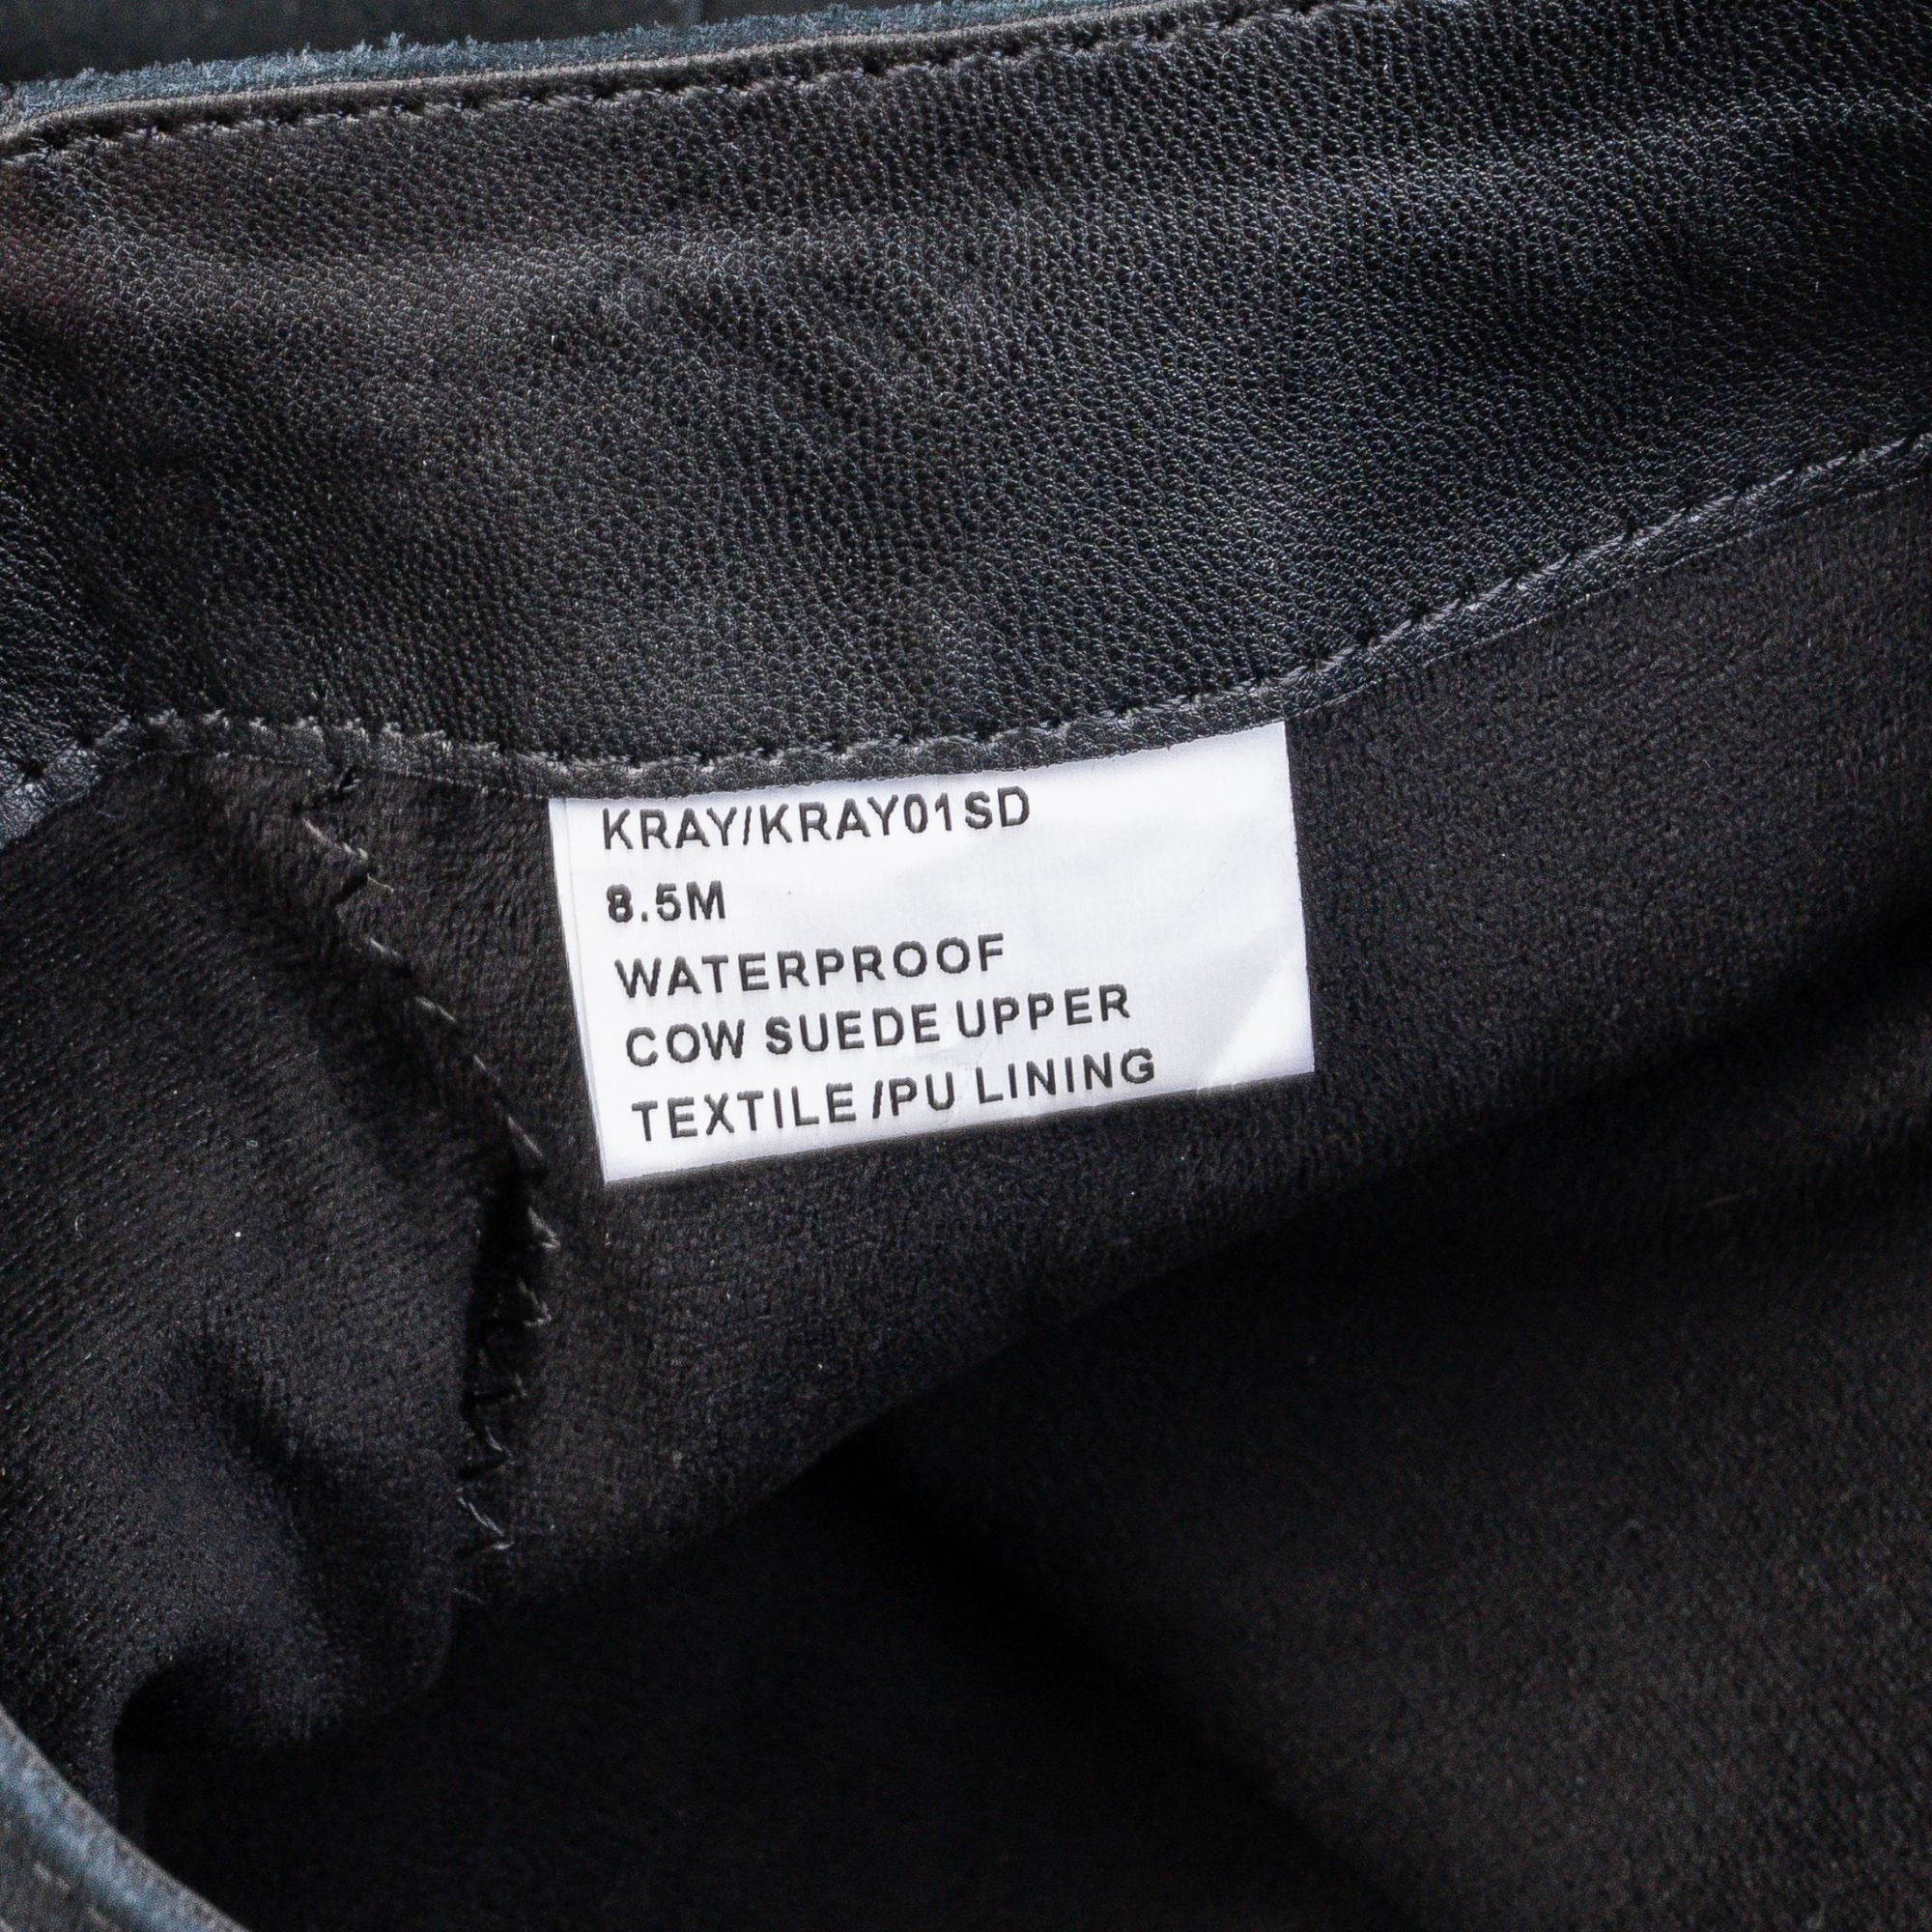 KRAY/KRAY01SD
8.5M
WATERPROOF
COW SUEDE UPPER
TEXTILE /PU LINING